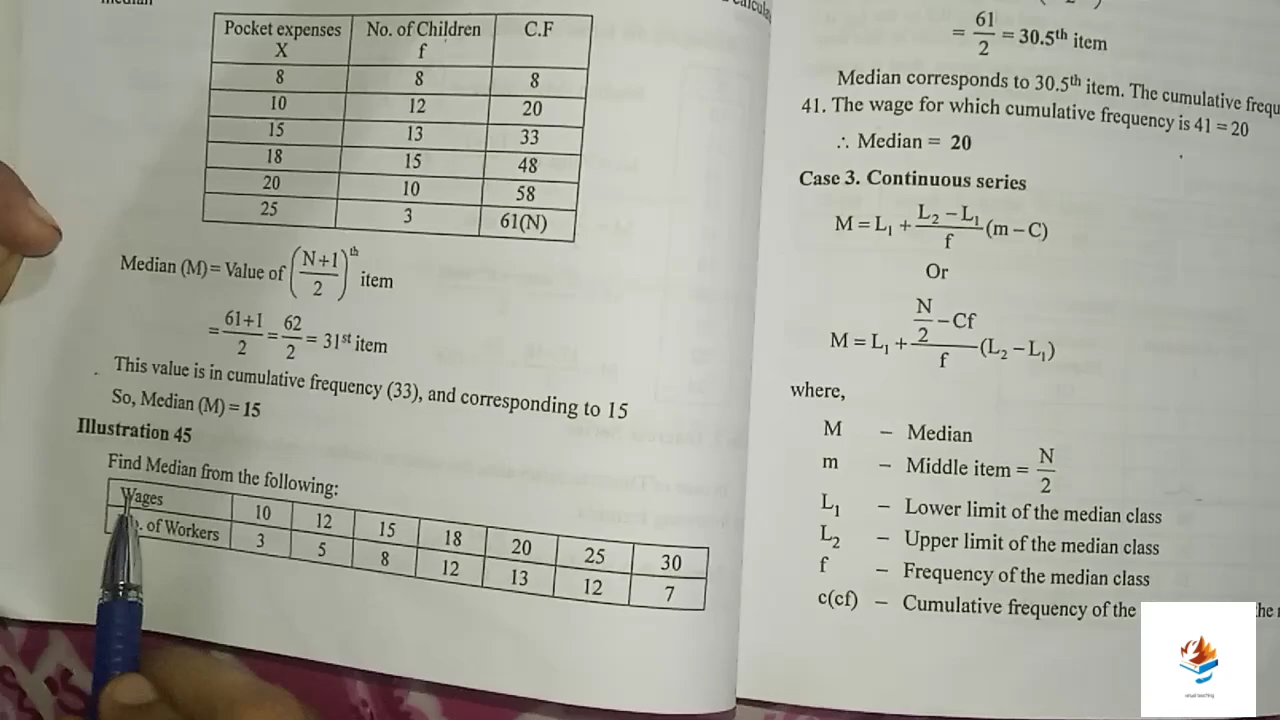 median
Pocket expenses X | No. of Children f | C.F
8 | 8 | 8
10 | 12 | 20
15 | 13 | 33
18 | 15 | 48
20 | 10 | 58
25 | 3 | 61(N)
Median (M) = Value of ((N+1)/2)^th item
= (61+1)/2 = 62/2 = 31st item
This value is in cumulative frequency (33), and corresponding to 15
So, Median (M) = 15
Illustration 45
Find Median from the following:
Wages | 10 | 12 | 15 | 18 | 20 | 25 | 30
of Workers | 3 | 5 | 8 | 12 | 13 | 12 | 7
= 61/2 = 30.5th item
Median corresponds to 30.5th item. The cumulative
41. The wage for which cumulative frequency is 41 = 20
∴ Median = 20
Case 3. Continuous series
M = L₁ + (L₂ – L₁)/f (m – C)
Or
M = L₁ + (N/2 – Cf)/f (L₂ – L₁)
where,
M – Median
m – Middle item = N/2
L₁ – Lower limit of the median class
L₂ – Upper limit of the median class
f – Frequency of the median class
c(cf) – Cumulative frequency of the